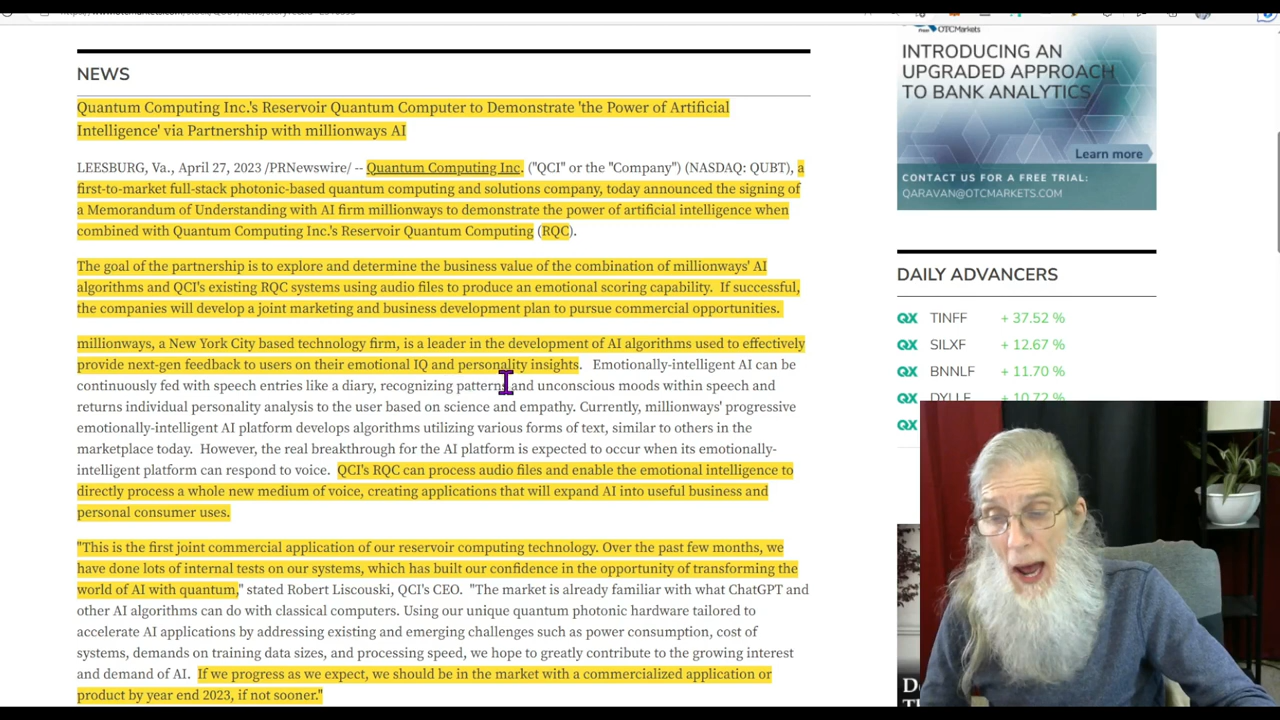 OTCMarkets
NEWS
Quantum Computing Inc.'s Reservoir Quantum Computer to Demonstrate 'the Power of Artificial
Intelligence' via Partnership with millionways AI
LEESBURG, Va., April 27, 2023 /PRNewswire/ -- Quantum Computing Inc. ("QCI" or the "Company") (NASDAQ: QUBT), a
first-to-market full-stack photonic-based quantum computing and solutions company, today announced the signing of
a Memorandum of Understanding with AI firm millionways to demonstrate the power of artificial intelligence when
combined with Quantum Computing Inc.'s Reservoir Quantum Computing (RQC).
The goal of the partnership is to explore and determine the business value of the combination of millionways' AI
algorithms and QCI's existing RQC systems using audio files to produce an emotional scoring capability. If successful,
the companies will develop a joint marketing and business development plan to pursue commercial opportunities.
millionways, a New York City based technology firm, is a leader in the development of AI algorithms used to effectively
provide next-gen feedback to users on their emotional IQ and personality insights. Emotionally-intelligent AI can be
continuously fed with speech entries like a diary, recognizing patterns and unconscious moods within speech and
returns individual personality analysis to the user based on science and empathy. Currently, millionways' progressive
emotionally-intelligent AI platform develops algorithms utilizing various forms of text, similar to others in the
marketplace today. However, the real breakthrough for the AI platform is expected to occur when its emotionally-
intelligent platform can respond to voice. QCI's RQC can process audio files and enable the emotional intelligence to
directly process a whole new medium of voice, creating applications that will expand AI into useful business and
personal consumer uses.
"This is the first joint commercial application of our reservoir computing technology. Over the past few months, we
have done lots of internal tests on our systems, which has built our confidence in the opportunity of transforming the
world of AI with quantum," stated Robert Liscouski, QCI's CEO. "The market is already familiar with what ChatGPT and
other AI algorithms can do with classical computers. Using our unique quantum photonic hardware tailored to
accelerate AI applications by addressing existing and emerging challenges such as power consumption, cost of
systems, demands on training data sizes, and processing speed, we hope to greatly contribute to the growing interest
and demand of AI. If we progress as we expect, we should be in the market with a commercialized application or
product by year end 2023, if not sooner."
INTRODUCING AN
UPGRADED APPROACH
TO BANK ANALYTICS
Learn more
CONTACT US FOR A FREE TRIAL:
QARAVAN@OTCMARKETS.COM
DAILY ADVANCERS
QX TINFF + 37.52 %
QX SILXF + 12.67 %
QX BNNLF + 11.70 %
QX DYLLF + 10.72 %
QX